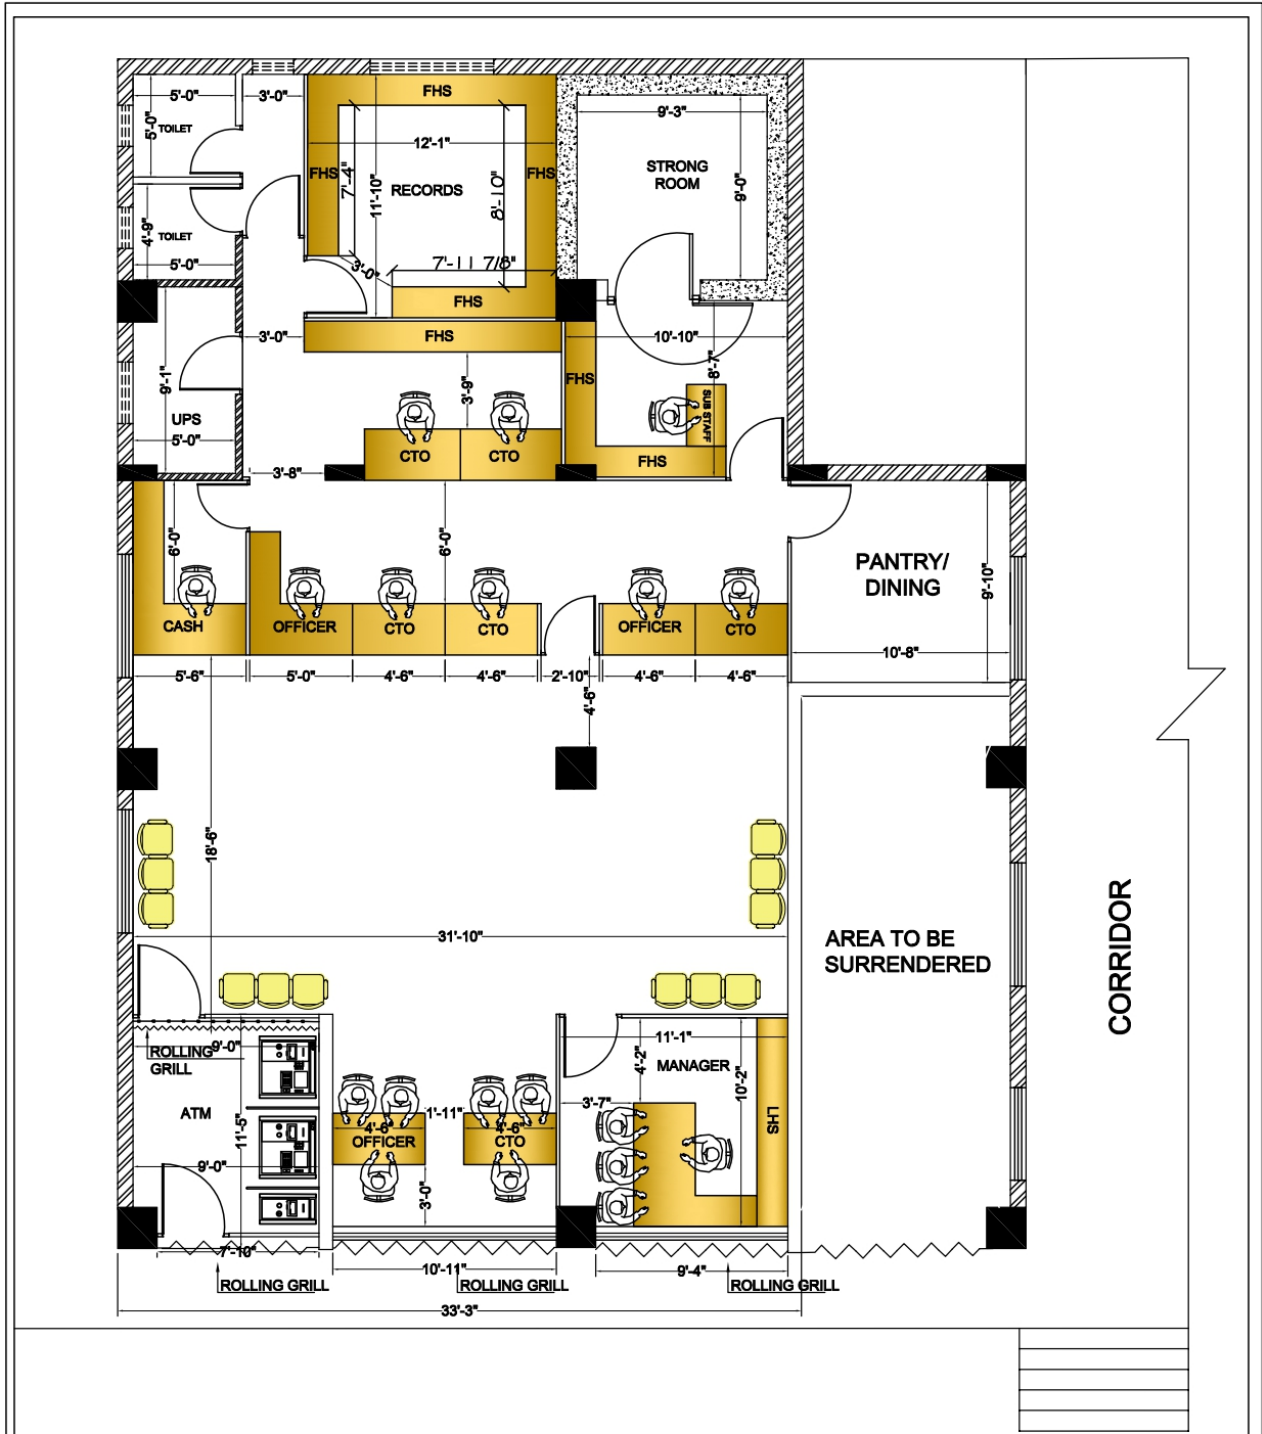 FHS
5'-0"
3'-0"
9'-3"
5'-0"
TOILET
12'-1"
FHS
7'-4"
11'-10"
RECORDS
8'-10"
FHS
STRONG
ROOM
9'-0"
4'-9"
TOILET
5'-0"
3'-0"
7'-11 7/8"
FHS
3'-0"
FHS
10'-10"
9'-1"
3'-9"
FHS
8'-7"
SUB STAFF
UPS
5'-0"
CTO
CTO
FHS
3'-8"
6'-0"
6'-0"
PANTRY/
DINING
9'-10"
CASH
OFFICER
CTO
CTO
OFFICER
CTO
10'-8"
5'-6"
5'-0"
4'-6"
4'-6"
2'-10"
4'-6"
4'-6"
4'-6"
18'-6"
31'-10"
AREA TO BE
SURRENDERED
CORRIDOR
ROLLING
GRILL
9'-0"
11'-1"
4'-2"
MANAGER
10'-2"
ATM
11'-5"
1'-11"
3'-7"
LHS
4'-6"
OFFICER
4'-6"
CTO
9'-0"
3'-0"
7'-10"
10'-11"
9'-4"
ROLLING GRILL
ROLLING GRILL
ROLLING GRILL
33'-3"